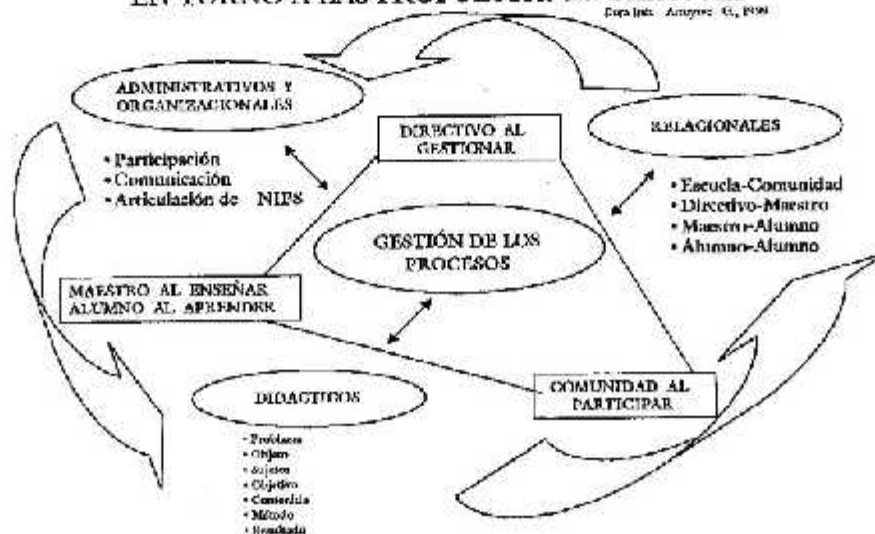 EN TORNO A LAS
G., 1999
ADMINISTRATIVOS Y
ORGANIZACIONALES
DIRECTIVO AL
GESTIONAR
RELACIONALES
• Participación
• Comunicación
• Articulación de NIPS
• Escuela-Comunidad
• Directivo-Maestro
• Maestro-Alumno
• Alumno-Alumno
GESTIÓN DE LOS
PROCESOS
MAESTRO AL ENSEÑAR
ALUMNO AL APRENDER
DIDACTICOS
COMUNIDAD AL
PARTICIPAR
• Problema
• Objeto
• Sujetos
• Objetivo
• Contenido
• Método
• Resultado